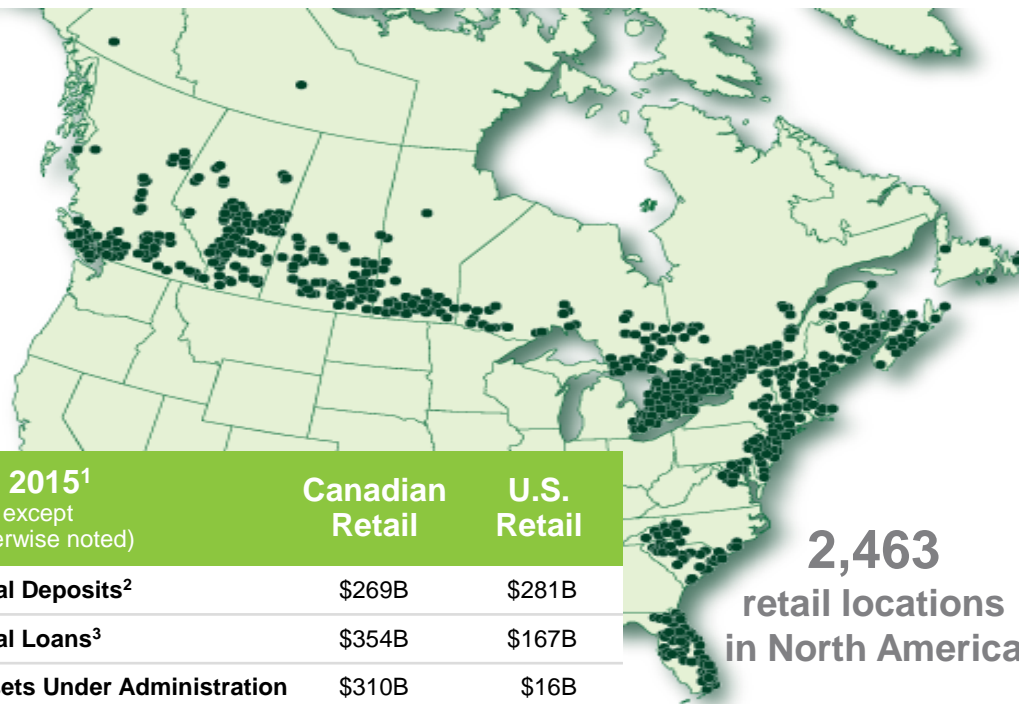 2015¹
Canadian Retail
U.S. Retail
except
erwise noted)
al Deposits² $269B $281B
al Loans³ $354B $167B
ets Under Administration $310B $16B
2,463
retail locations
in North America